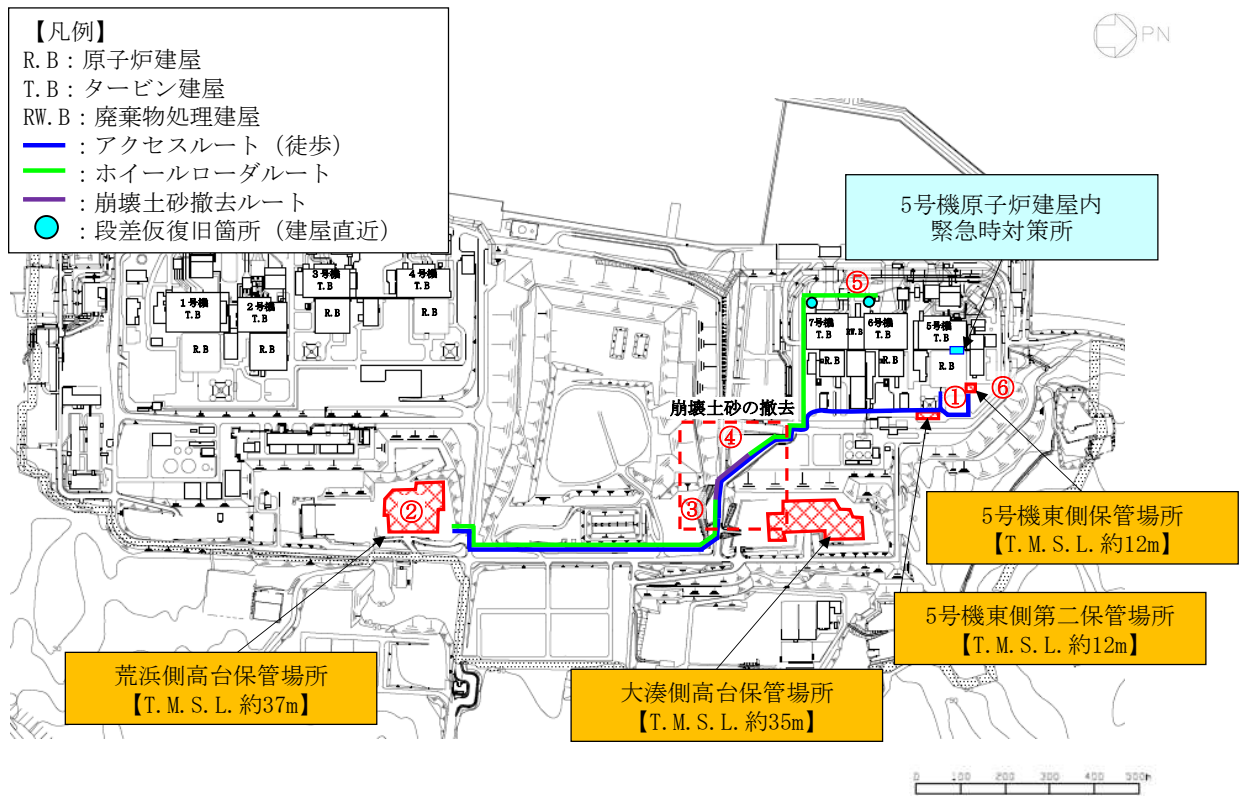 【凡例】
R.B：原子炉建屋
T.B：タービン建屋
RW.B：廃棄物処理建屋
：アクセスルート（徒歩）
：ホイールローダルート
：崩壊土砂撤去ルート
：段差仮復旧箇所（建屋直近）
PN
5号機原子炉建屋内
緊急時対策所
1号機
T.B
2号機
T.B
3号機
T.B
4号機
T.B
R.B
R.B
R.B
R.B
⑤
7号機
T.B
RW.B
6号機
T.B
5号機
T.B
R.B
R.B
R.B
①
⑥
崩壊土砂の撤去
④
②
③
5号機東側保管場所
【T.M.S.L.約12m】
5号機東側第二保管場所
【T.M.S.L.約12m】
荒浜側高台保管場所
【T.M.S.L.約37m】
大湊側高台保管場所
【T.M.S.L.約35m】
0 100 200 300 400 500m